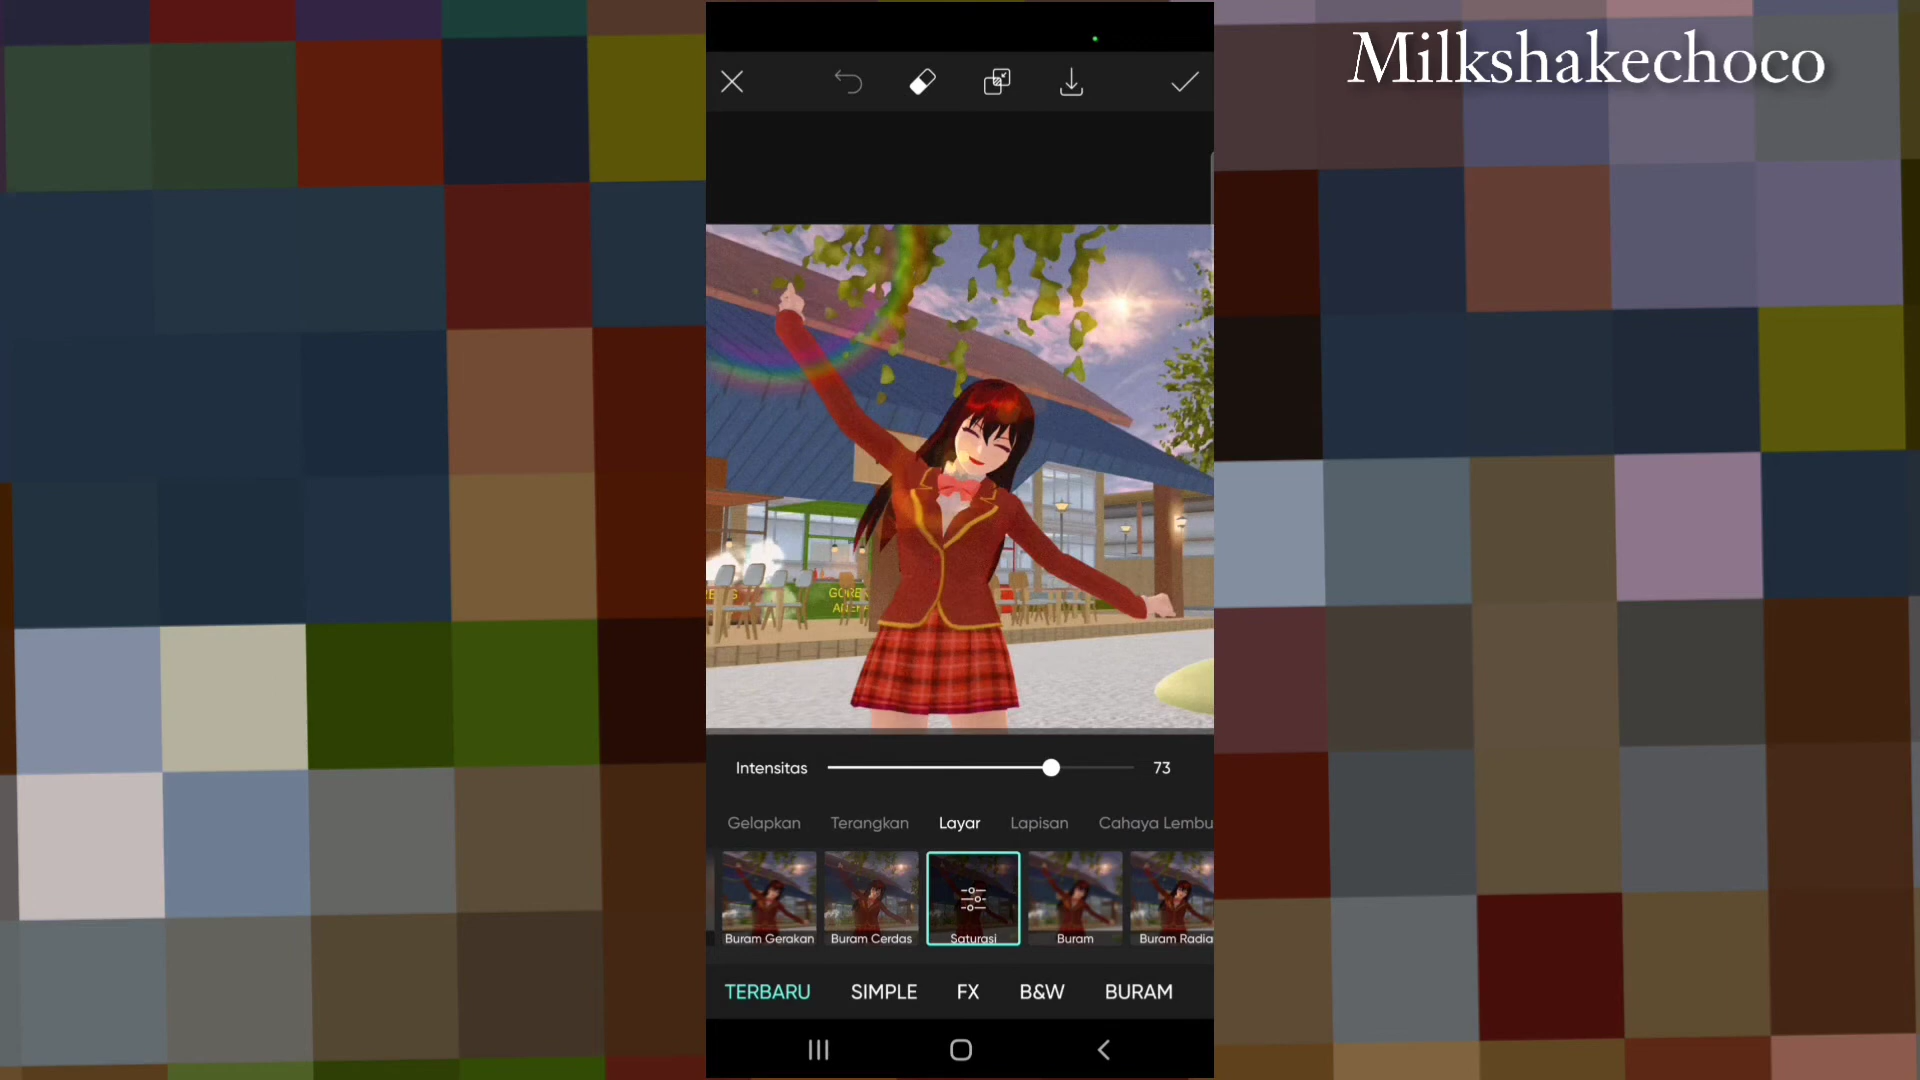 Milkshakechoco
GORE
Intensitas 73
Gelapkan Terangkan Layar Lapisan Cahaya Lembu
Buram Gerakan Buram Cerdas Saturasi Buram Buram Radia
TERBARU SIMPLE FX B&W BURAM